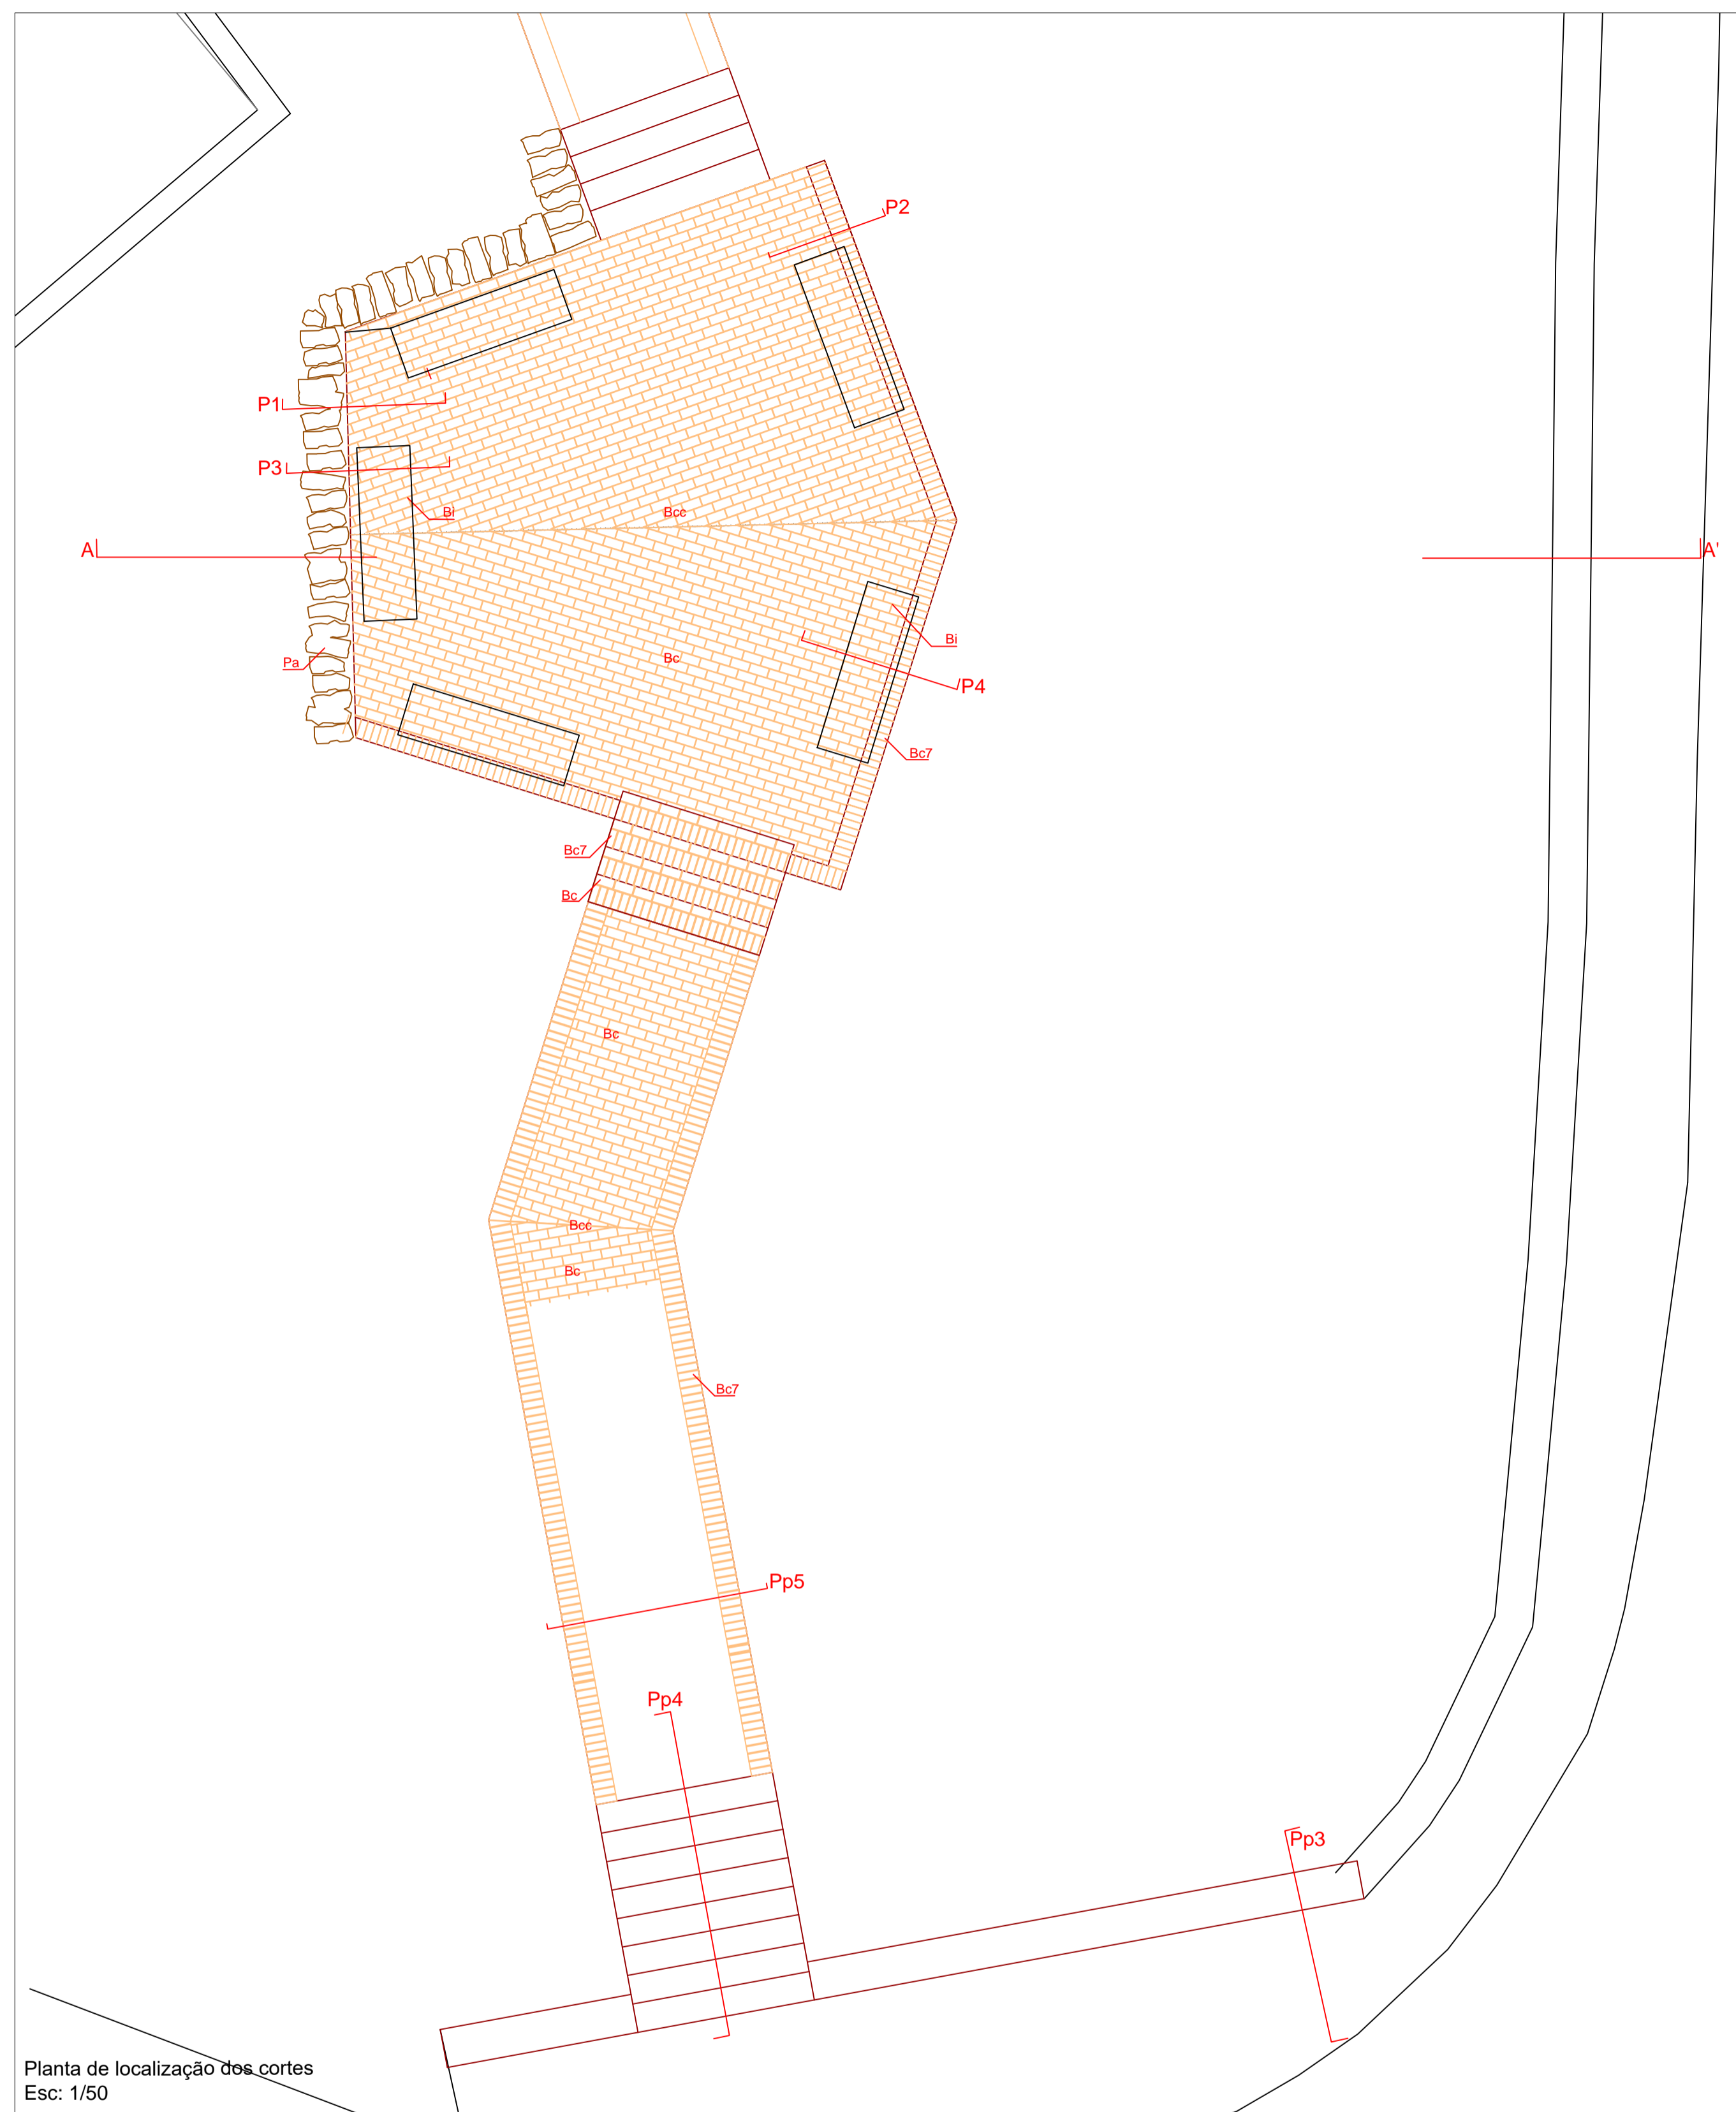 P2
P1
P3
Bi
Bcc
A
A'
Bi
Bc
Pa
P4
Bc7
Bc7
Bc
Bc
Bcc
Bc
Bc7
Pp5
Pp4
Pp3
Planta de localização dos cortes
Esc: 1/50